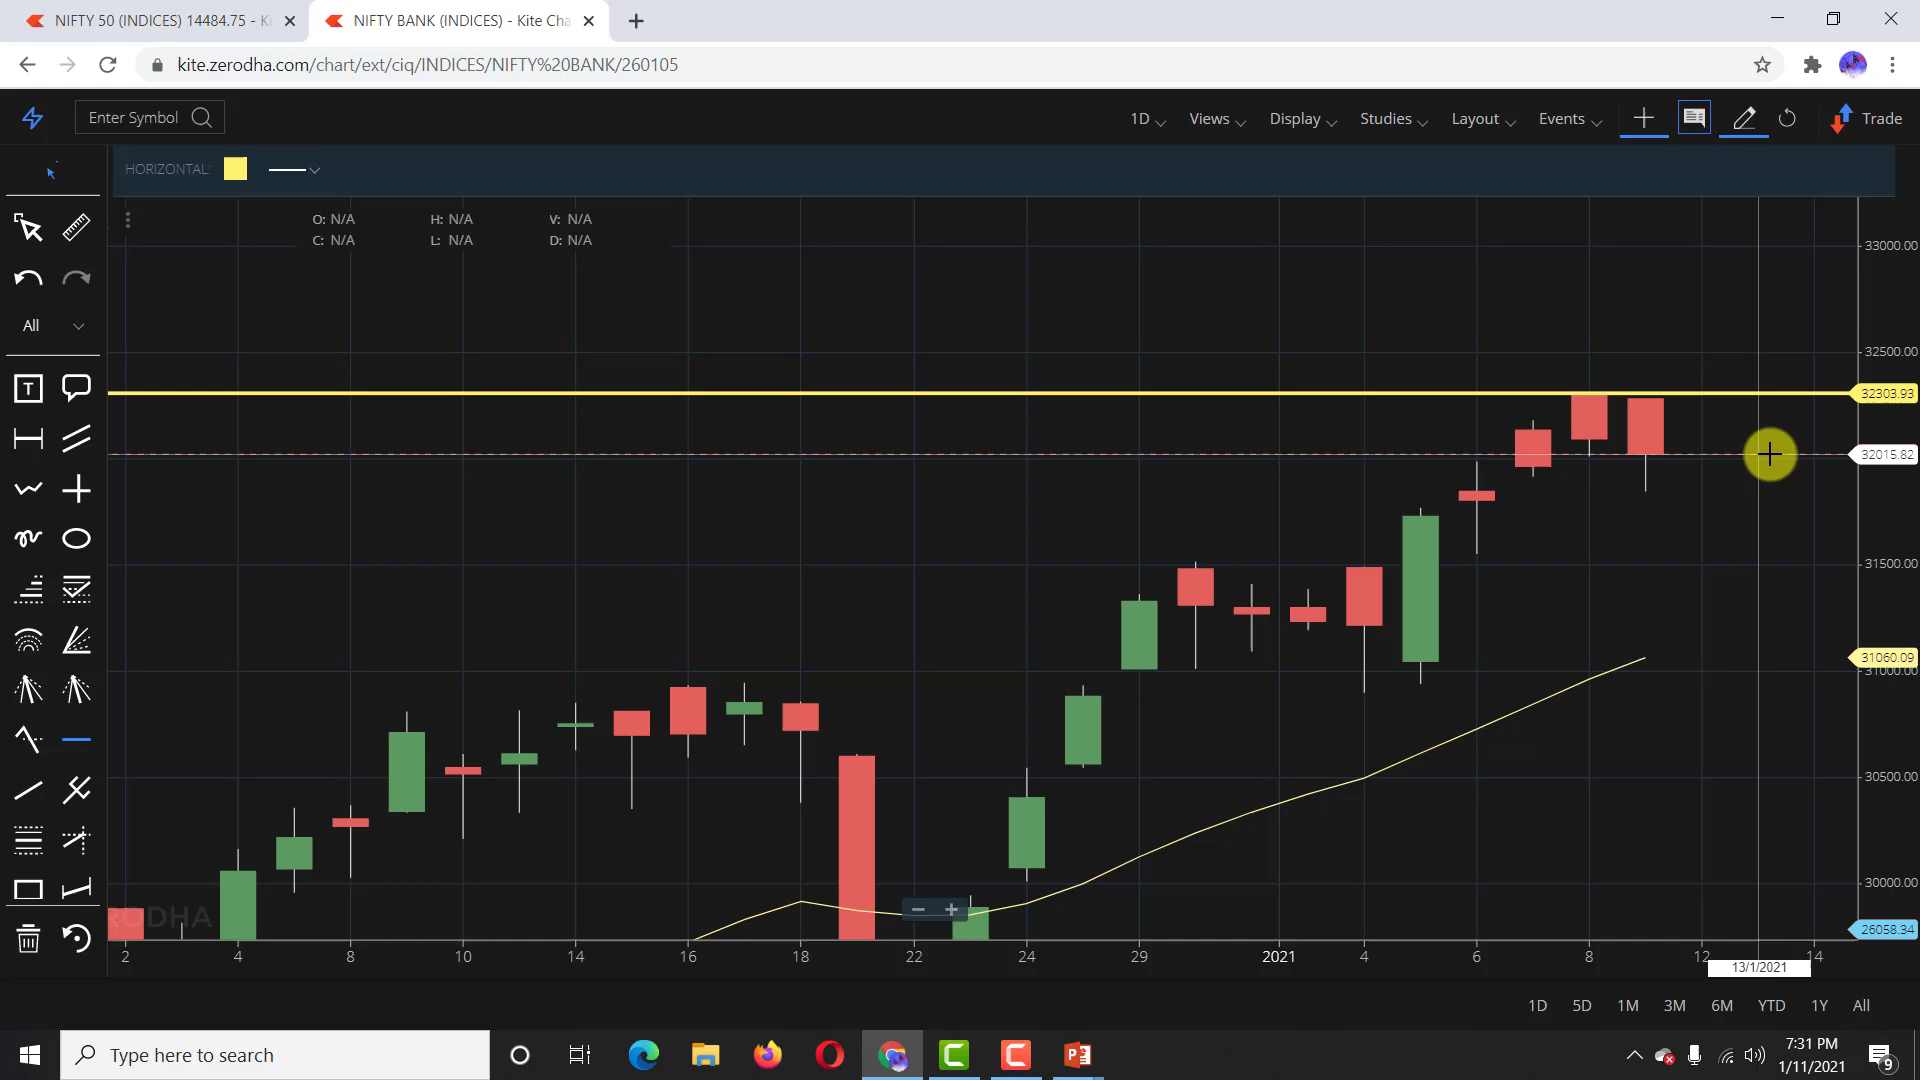 NIFTY 50 (INDICES) 14484.75 - Ki
NIFTY BANK (INDICES) - Kite Cha
kite.zerodha.com/chart/ext/ciq/INDICES/NIFTY%20BANK/260105
Enter Symbol
1D Views Display Studies Layout Events Trade
HORIZONTAL:
O: N/A H: N/A V: N/A
C: N/A L: N/A D: N/A
All
T
33000.00
32500.00
32303.93
32015.82
31500.00
31060.09
31000.00
30500.00
30000.00
26058.34
RODHA
2 4 8 10 14 16 18 22 24 29 2021 4 6 8 12 14
13/1/2021
1D 5D 1M 3M 6M YTD 1Y All
Type here to search
7:31 PM
1/11/2021
9